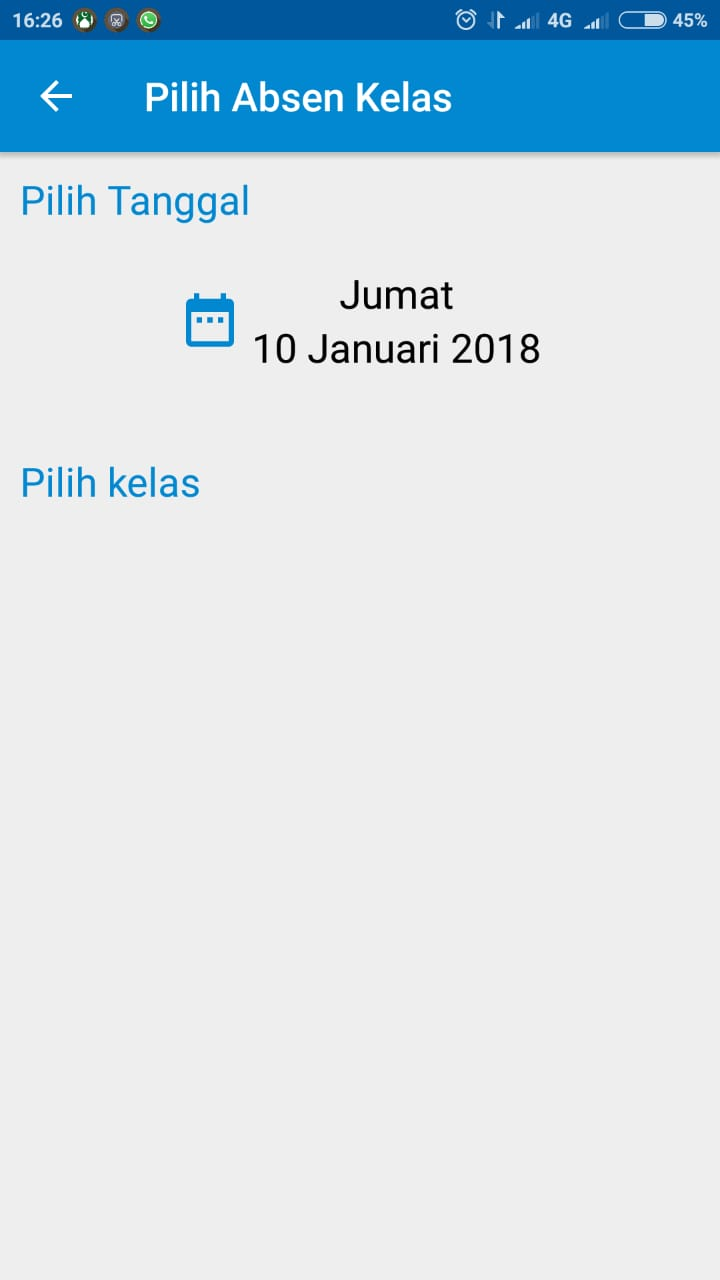 16:26 4G 45%
Pilih Absen Kelas
Pilih Tanggal
Jumat
10 Januari 2018
Pilih kelas